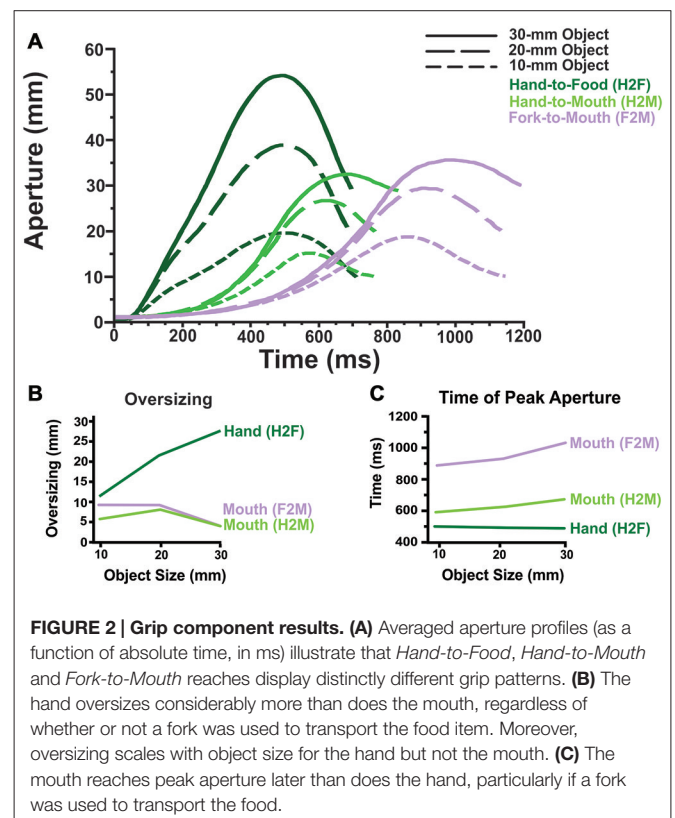 A
60
50
40
30
20
10
0
Aperture (mm)
0 200 400 600 800 1000 1200
Time (ms)
30-mm Object
20-mm Object
10-mm Object
Hand-to-Food (H2F)
Hand-to-Mouth (H2M)
Fork-to-Mouth (F2M)
B
Oversizing
30
25
20
15
10
5
0
Oversizing (mm)
Hand (H2F)
Mouth (F2M)
Mouth (H2M)
10 20 30
Object Size (mm)
C
Time of Peak Aperture
1200
1000
800
600
400
Time (ms)
Mouth (F2M)
Mouth (H2M)
Hand (H2F)
10 20 30
Object Size (mm)
FIGURE 2 | Grip component results. (A) Averaged aperture profiles (as a
function of absolute time, in ms) illustrate that Hand-to-Food, Hand-to-Mouth
and Fork-to-Mouth reaches display distinctly different grip patterns. (B) The
hand oversizes considerably more than does the mouth, regardless of
whether or not a fork was used to transport the food item. Moreover,
oversizing scales with object size for the hand but not the mouth. (C) The
mouth reaches peak aperture later than does the hand, particularly if a fork
was used to transport the food.